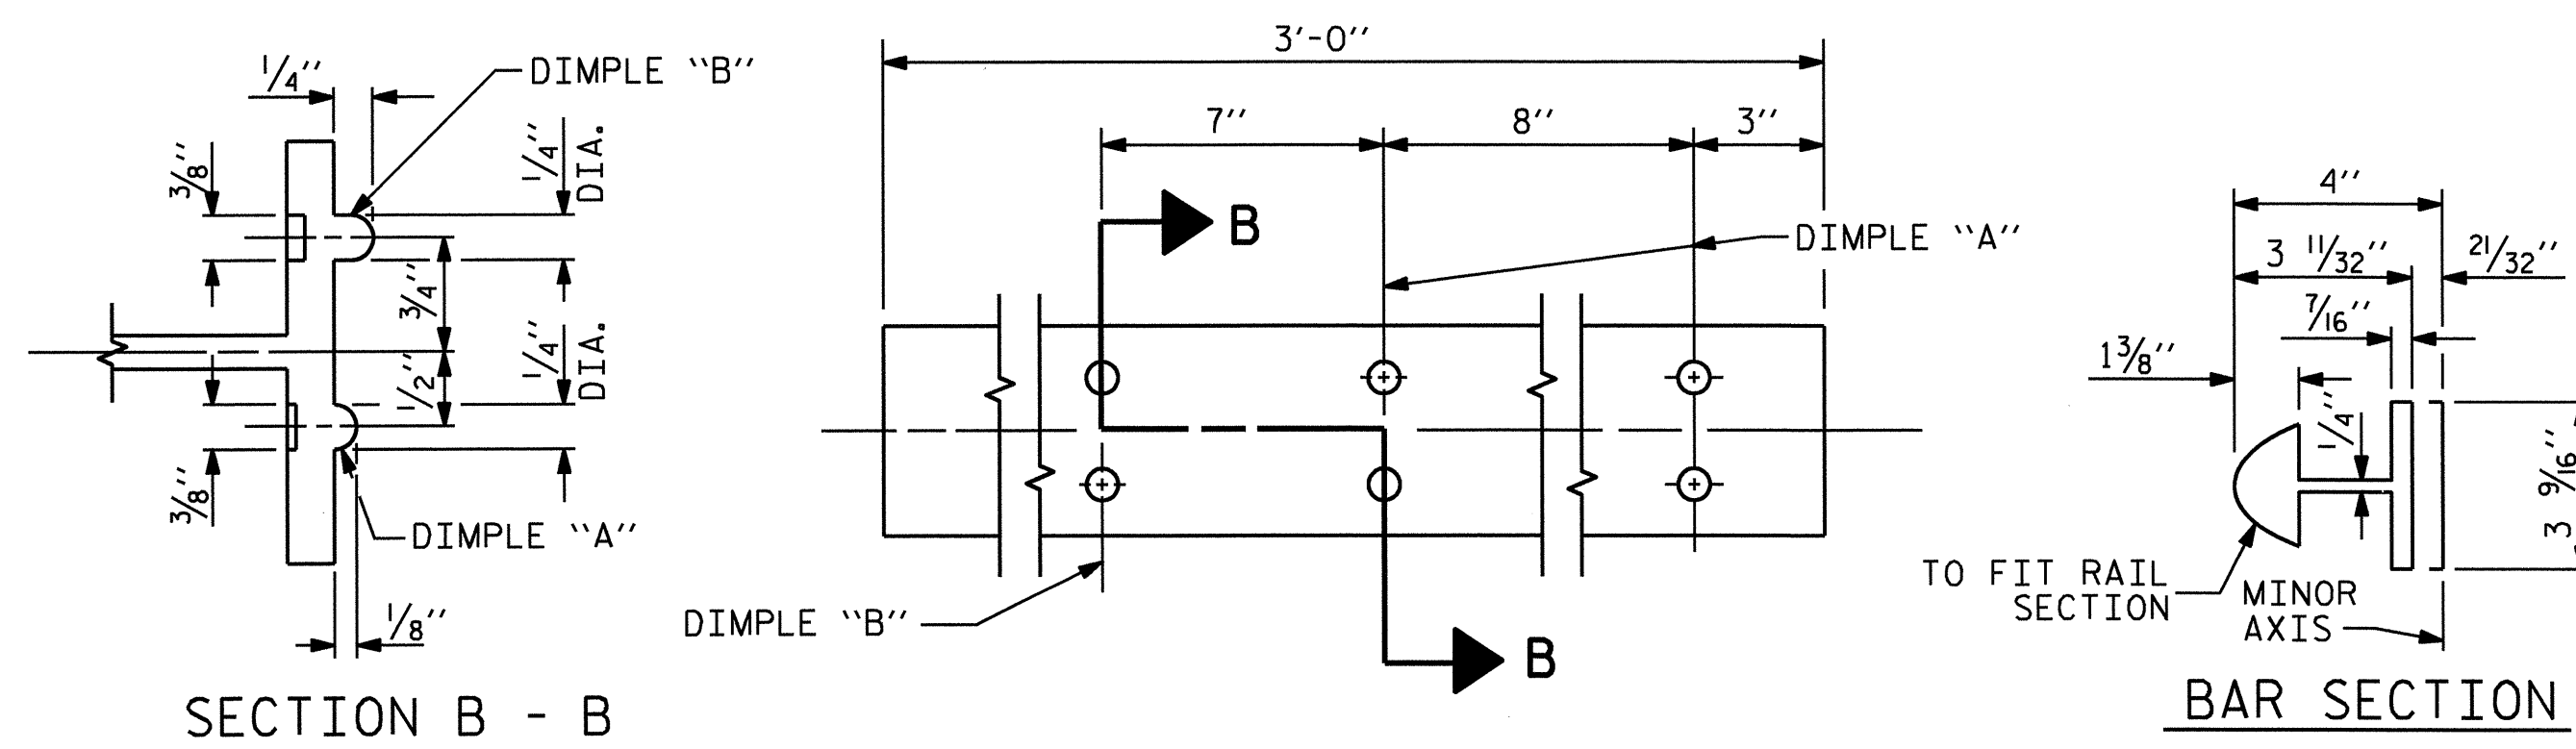 1/4"
DIMPLE "B"
3/8"
1/4" DIA.
3/4"
1/2"
1/4" DIA.
3/8"
DIMPLE "A"
1/8"
SECTION B - B
3'-0"
7"
8"
3"
B
DIMPLE "A"
DIMPLE "B"
B
4"
3 11/32"
21/32"
7/16"
1 3/8"
1/4"
3 9/16"
TO FIT RAIL
SECTION
MINOR
AXIS
BAR SECTION